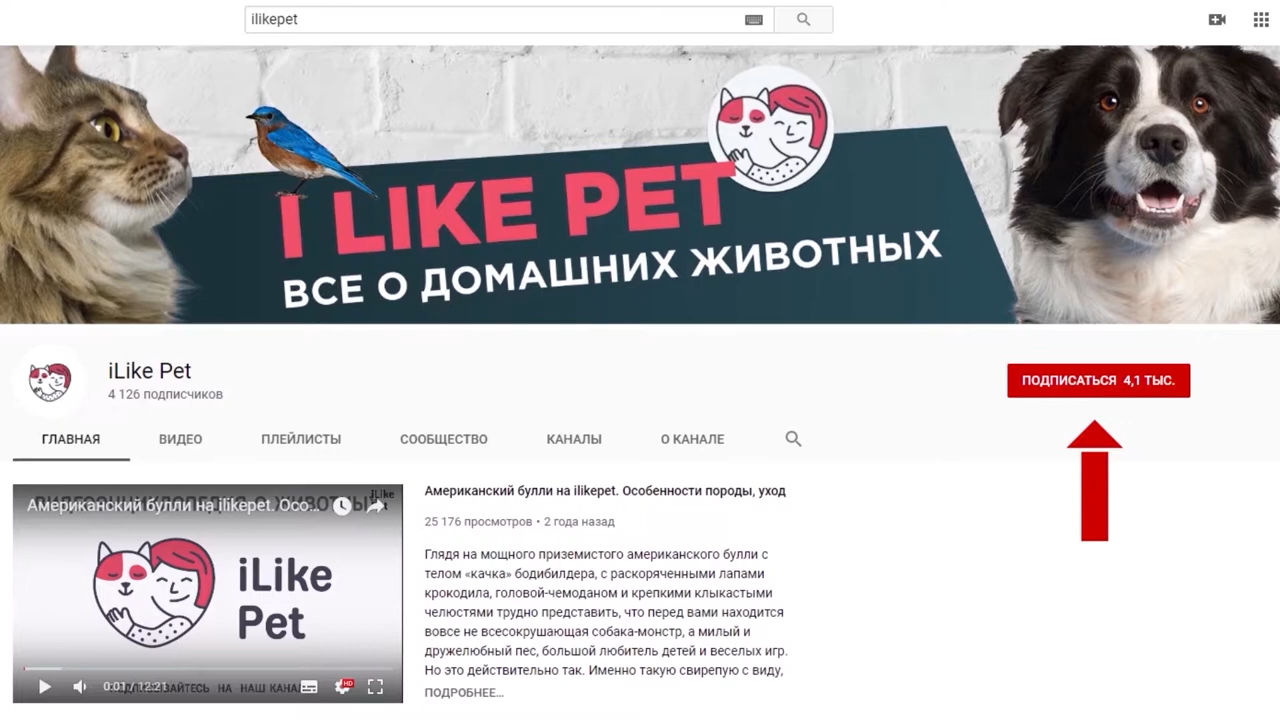 ilikepet
I LIKE PET
ВСЕ О ДОМАШНИХ ЖИВОТНЫХ
iLike Pet
4 126 подписчиков
ПОДПИСАТЬСЯ 4,1 ТЫС.
ГЛАВНАЯ
ВИДЕО
ПЛЕЙЛИСТЫ
СООБЩЕСТВО
КАНАЛЫ
О КАНАЛЕ
Американский булли на ilikepet. Осо...
iLike
Pet
0:01 / 12:21
HD
Американский булли на ilikepet. Особенности породы, уход
25 176 просмотров • 2 года назад
Глядя на мощного приземистого американского булли с
телом «качка» бодибилдера, с раскоряченными лапами
крокодила, головой-чемоданом и крепкими клыкастыми
челюстями трудно представить, что перед вами находится
вовсе не всесокрушающая собака-монстр, а милый и
дружелюбный пес, большой любитель детей и веселых игр.
Но это действительно так. Именно такую свирепую с виду,
ПОДРОБНЕЕ...